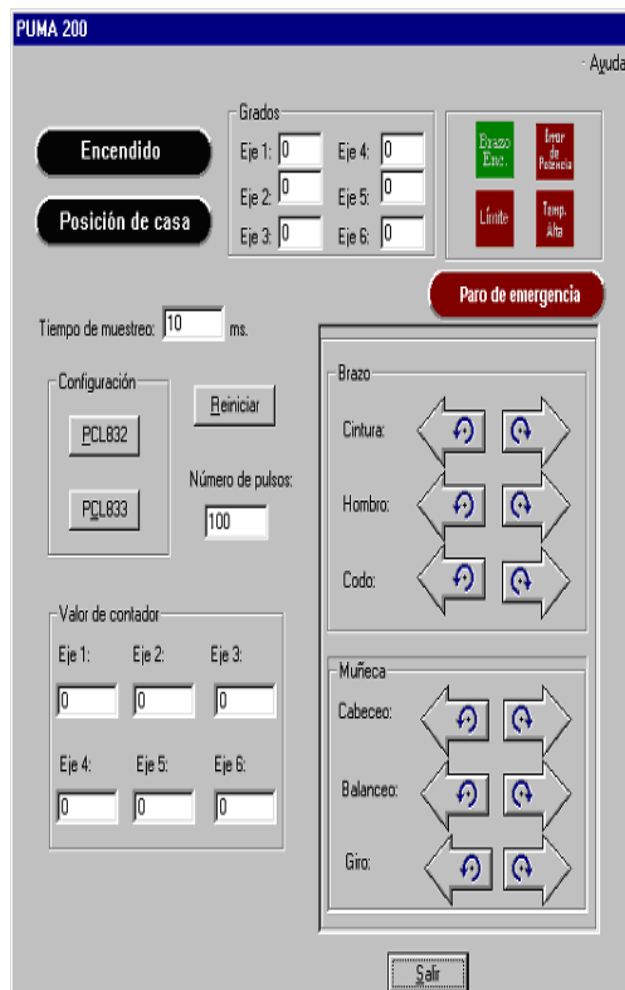 PUMA 200
- Ayuda
Encendido
Posición de casa
Grados
Eje 1: 0 Eje 4: 0
Eje 2: 0 Eje 5: 0
Eje 3: 0 Eje 6: 0
Brazo
Enc.
Error
de
Potencia
Límite
Temp.
Alta
Paro de emergencia
Tiempo de muestreo: 10 ms.
Configuración
PCL832
PCL833
Reiniciar
Número de pulsos:
100
Valor de contador
Eje 1: Eje 2: Eje 3:
0 0 0
Eje 4: Eje 5: Eje 6:
0 0 0
Brazo
Cintura:
Hombro:
Codo:
Muñeca
Cabeceo:
Balanceo:
Giro:
Salir